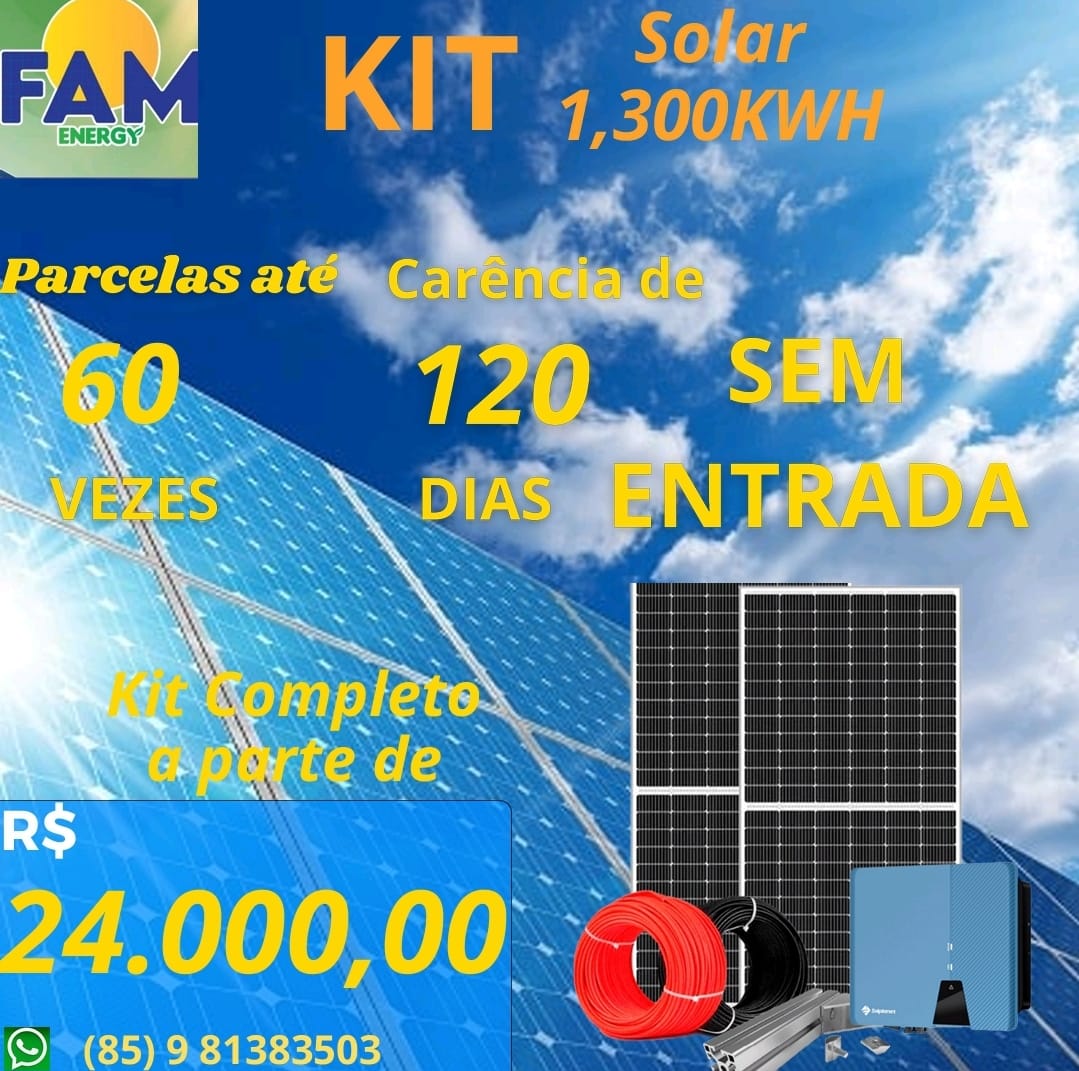 FAM
ENERGY
KIT
Solar
1,300KWH
Parcelas até
60
VEZES
Carência de
120
DIAS
SEM
ENTRADA
Kit Completo
a parte de
R$
24.000,00
(85) 9 81383503
Solplanet